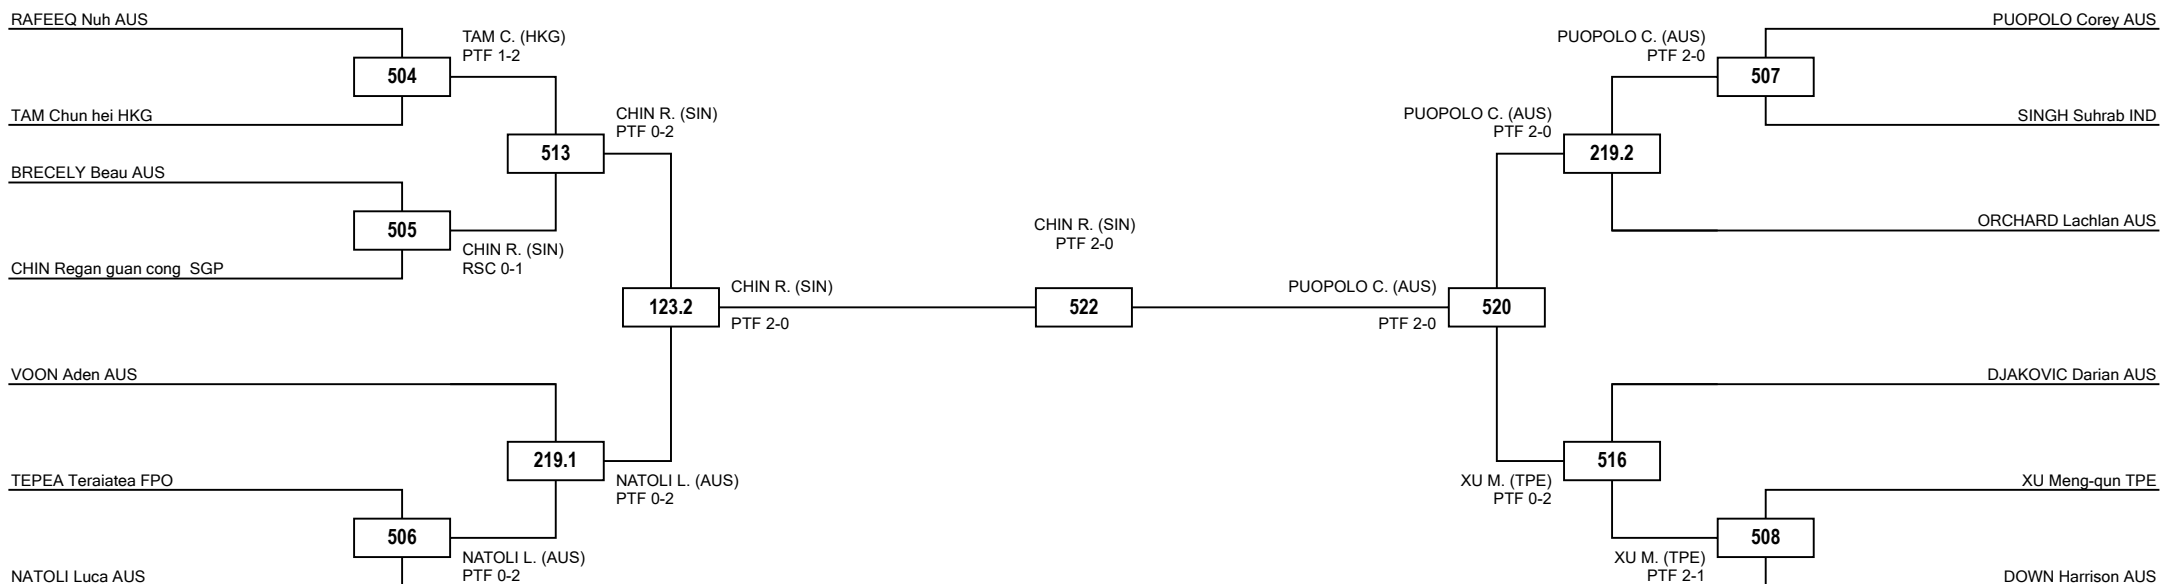 RAFEEQ Nuh AUS
TAM Chun hei HKG
BRECELY Beau AUS
CHIN Regan guan cong  SGP
VOON Aden AUS
TEPEA Teraiatea FPO
NATOLI Luca AUS
504
TAM C. (HKG)
PTF 1-2
505
CHIN R. (SIN)
RSC 0-1
506
NATOLI L. (AUS)
PTF 0-2
513
CHIN R. (SIN)
PTF 0-2
219.1
NATOLI L. (AUS)
PTF 0-2
123.2
CHIN R. (SIN)
PTF 2-0
CHIN R. (SIN)
PTF 2-0
522
PUOPOLO C. (AUS)
PTF 2-0
520
PUOPOLO C. (AUS)
PTF 2-0
219.2
XU M. (TPE)
PTF 0-2
516
PUOPOLO C. (AUS)
PTF 2-0
507
XU M. (TPE)
PTF 2-1
508
PUOPOLO Corey AUS
SINGH Suhrab IND
ORCHARD Lachlan AUS
DJAKOVIC Darian AUS
XU Meng-qun TPE
DOWN Harrison AUS